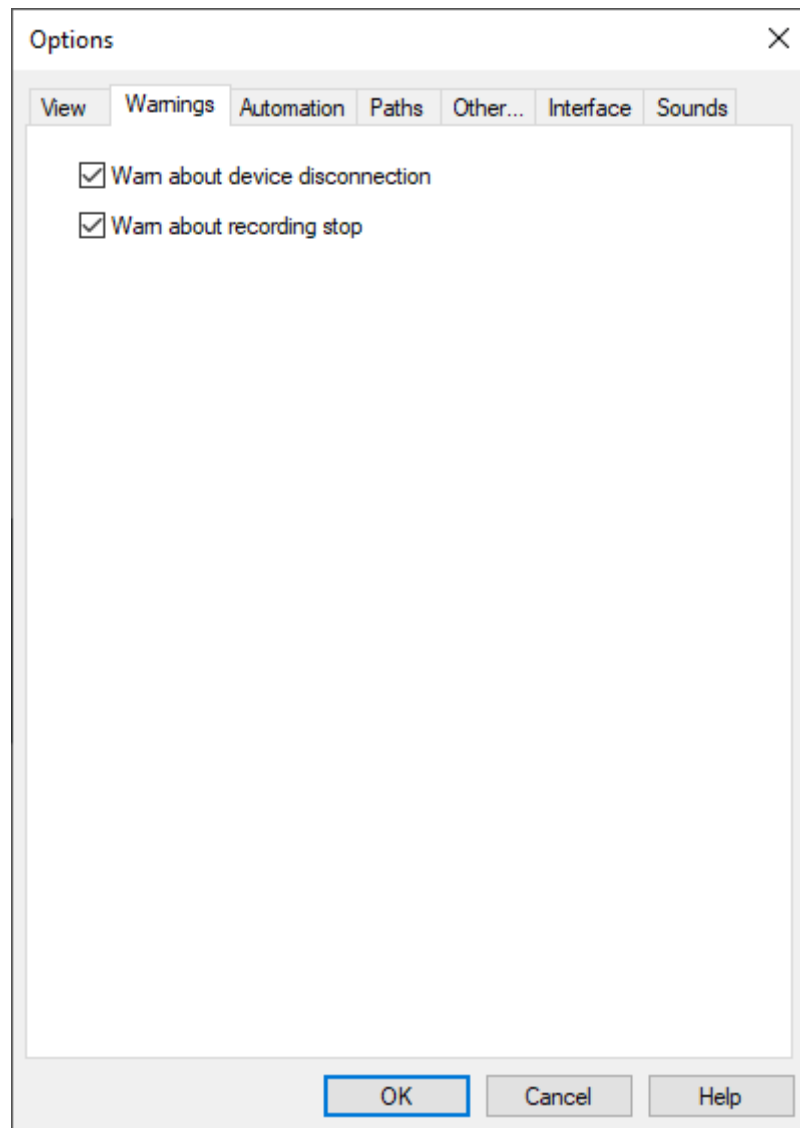 Options
View Warnings Automation Paths Other... Interface Sounds
Warn about device disconnection
Warn about recording stop
OK Cancel Help